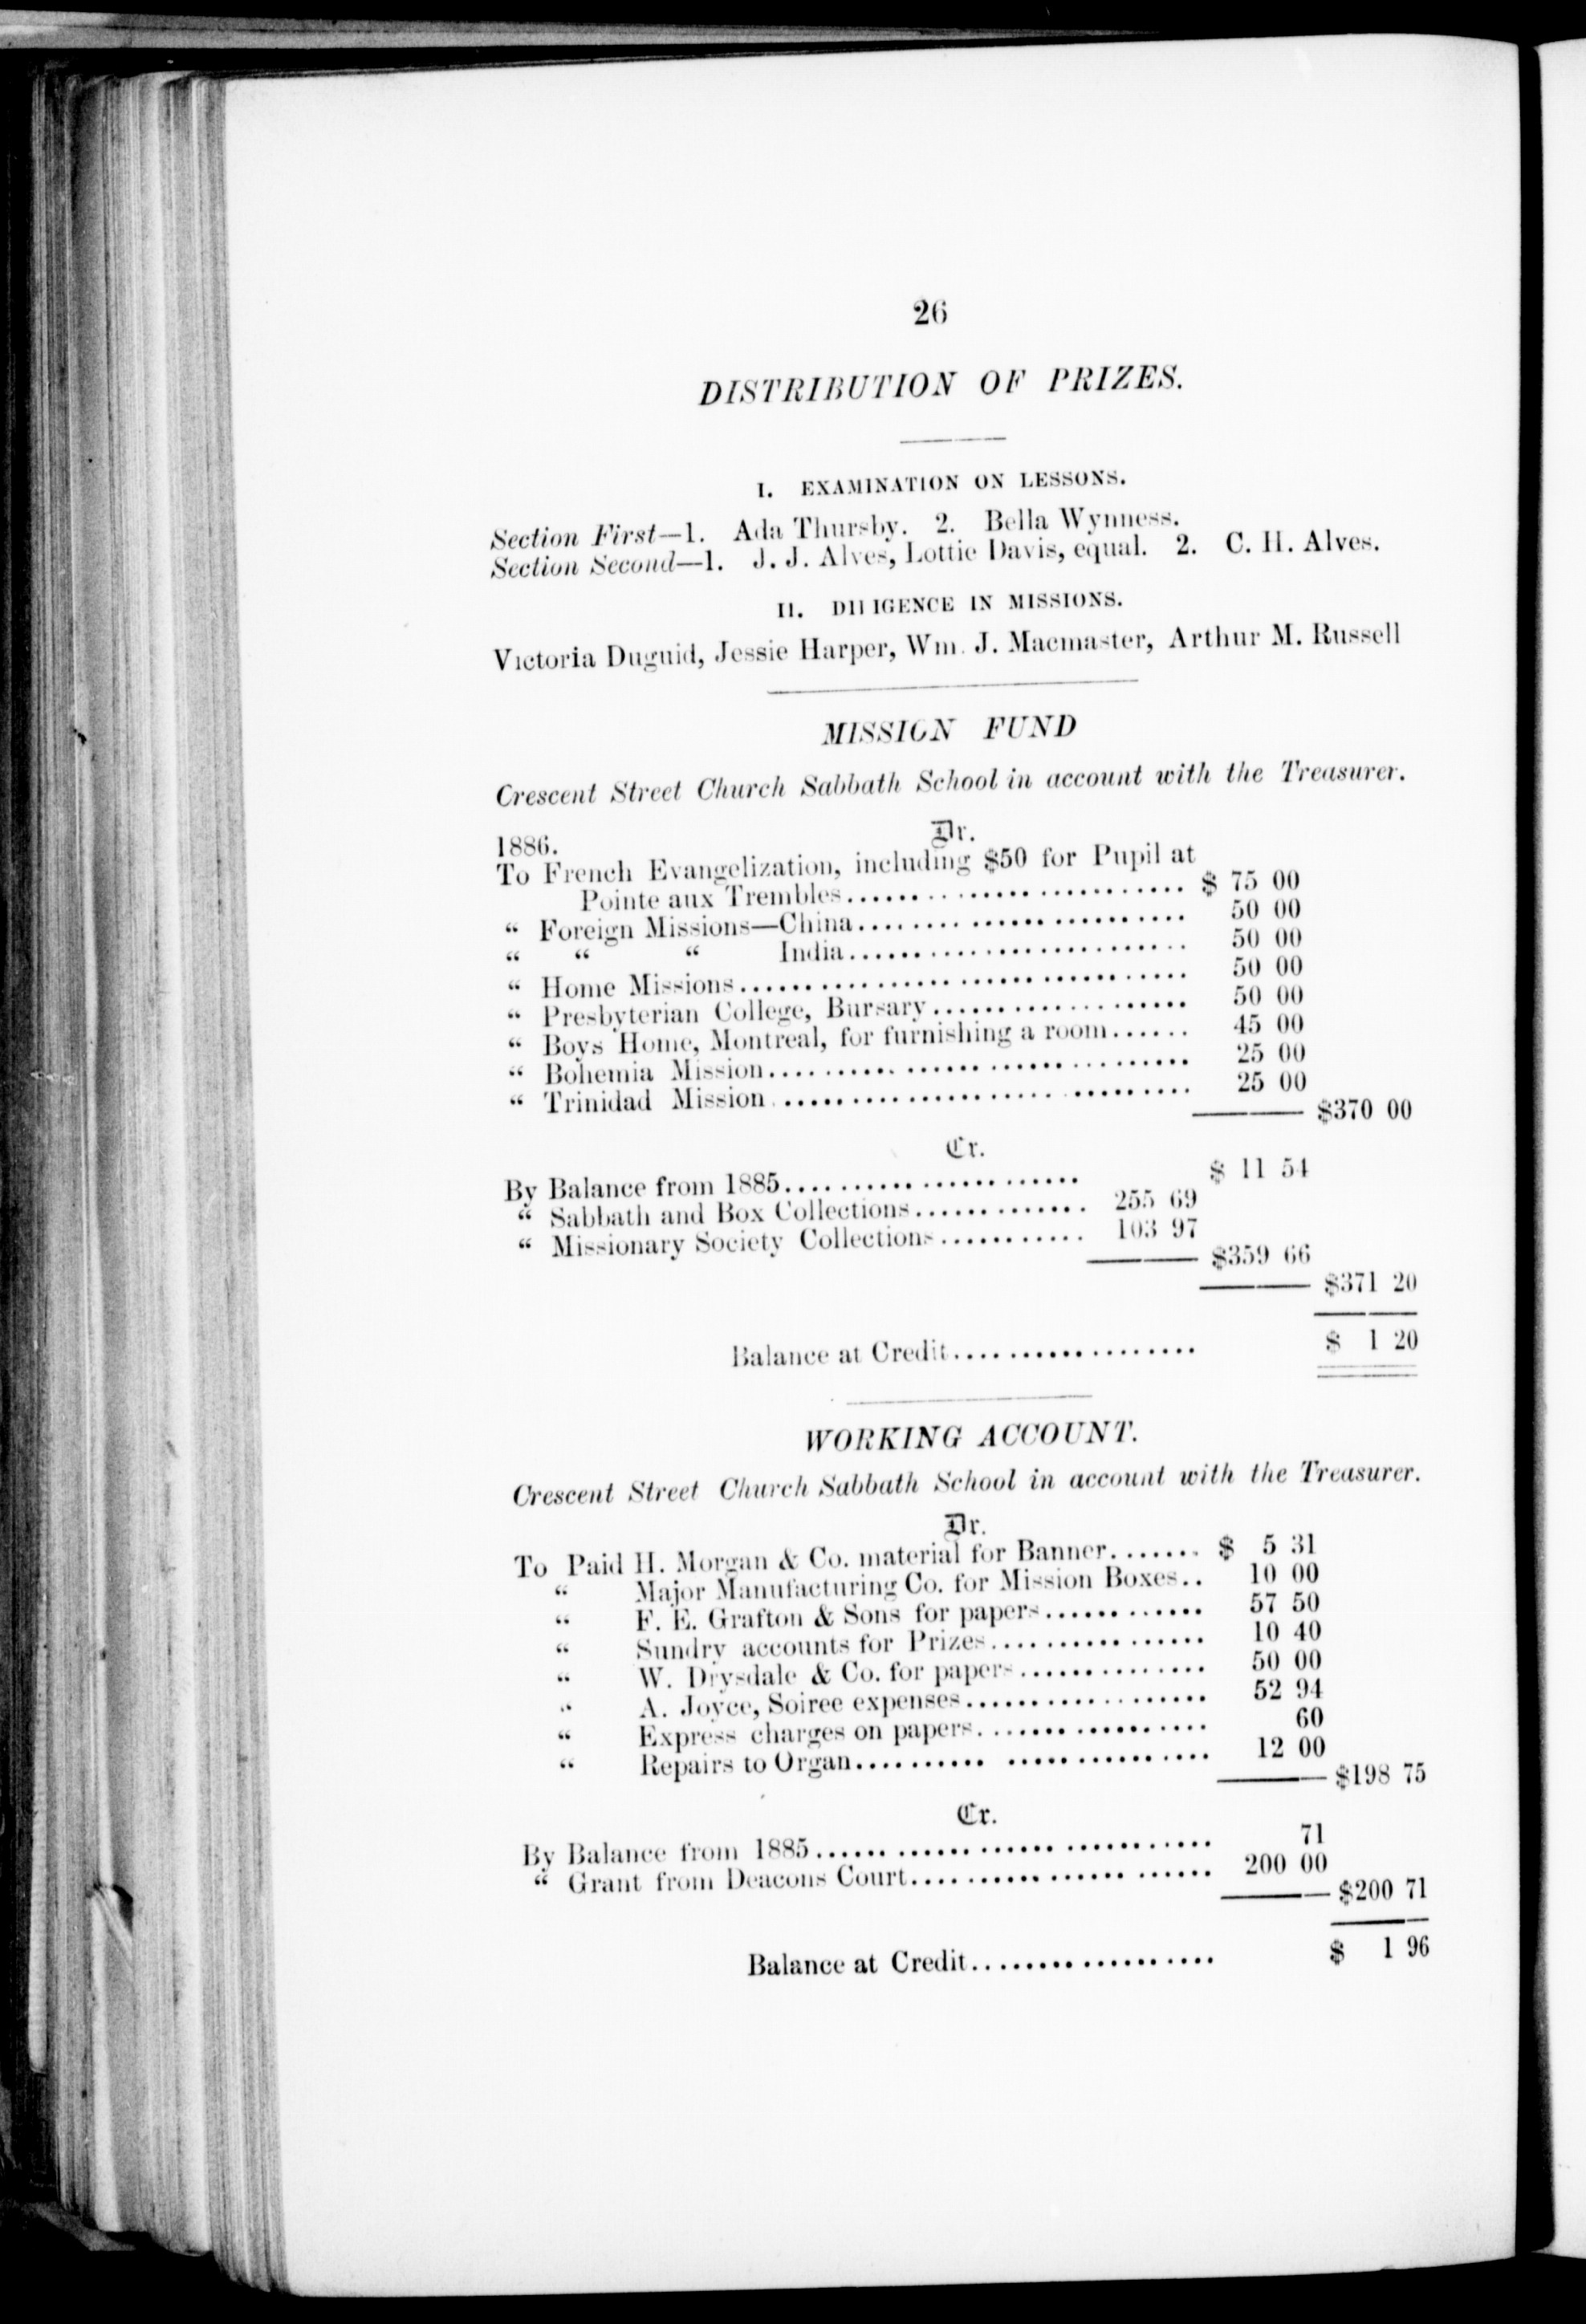 26
DISTRIBUTION OF PRIZES.
I. EXAMINATION ON LESSONS.
Section First—1. Ada Thursby. 2. Bella Wynness.
Section Second—1. J. J. Alves, Lottie Davis, equal. 2. C. H. Alves.
II. DILIGENCE IN MISSIONS.
Victoria Duguid, Jessie Harper, Wm. J. Macmaster, Arthur M. Russell
MISSION FUND
Crescent Street Church Sabbath School in account with the Treasurer.
1886. Dr.
To French Evangelization, including $50 for Pupil at
Pointe aux Trembles........................... $ 75 00
“ Foreign Missions—China........................ 50 00
“ “ “ India........................ 50 00
“ Home Missions................................ 50 00
“ Presbyterian College, Bursary................... 50 00
“ Boys Home, Montreal, for furnishing a room...... 45 00
“ Bohemia Mission.............................. 25 00
“ Trinidad Mission.............................. 25 00
$370 00
Cr.
By Balance from 1885...................... $ 11 54
“ Sabbath and Box Collections............. 255 69
“ Missionary Society Collections........... 103 97
$359 66
$371 20
Balance at Credit.................. $ 1 20
WORKING ACCOUNT.
Crescent Street Church Sabbath School in account with the Treasurer.
Dr.
To Paid H. Morgan & Co. material for Banner....... $ 5 31
“ Major Manufacturing Co. for Mission Boxes.. 10 00
“ F. E. Grafton & Sons for papers............ 57 50
“ Sundry accounts for Prizes................ 10 40
“ W. Drysdale & Co. for papers.............. 50 00
“ A. Joyce, Soiree expenses.................. 52 94
“ Express charges on papers................. 60
“ Repairs to Organ......................... 12 00
$198 75
Cr.
By Balance from 1885............................. 71
“ Grant from Deacons Court...................... 200 00
$200 71
Balance at Credit.................. $ 1 96